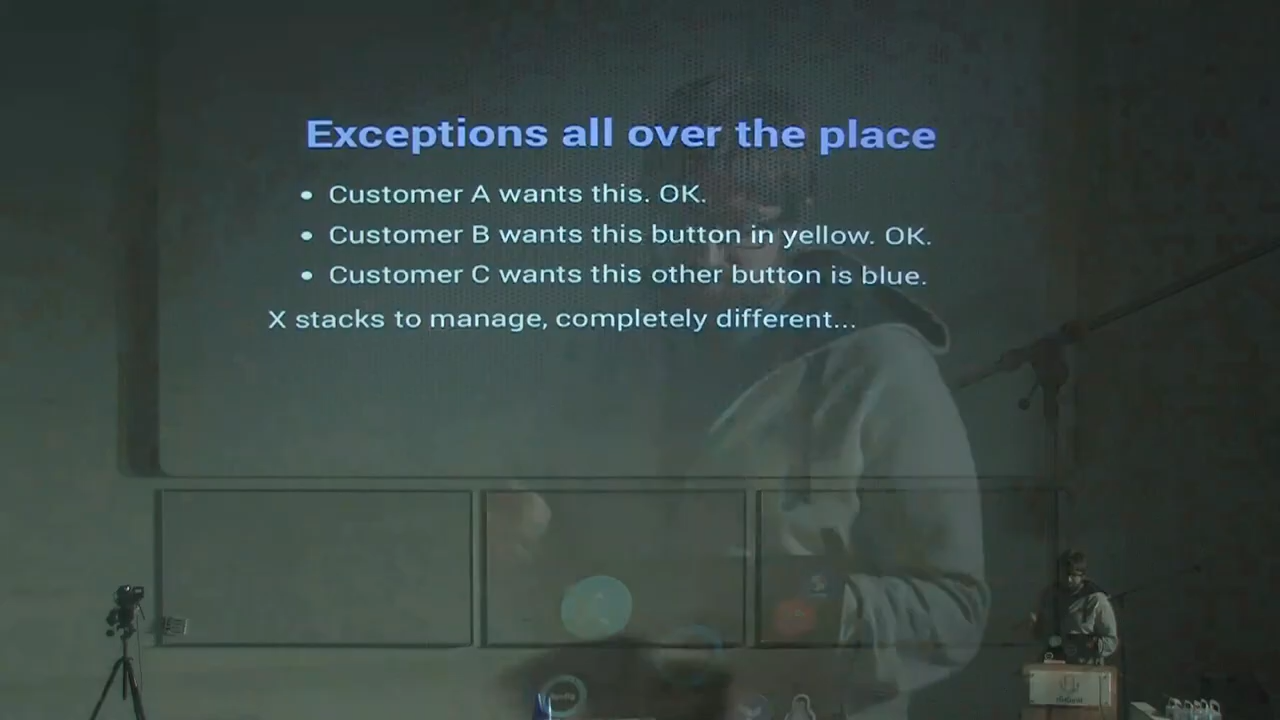 Exceptions all over the place
• Customer A wants this. OK.
• Customer B wants this button in yellow. OK.
• Customer C wants this other button is blue.
X stacks to manage, completely different...